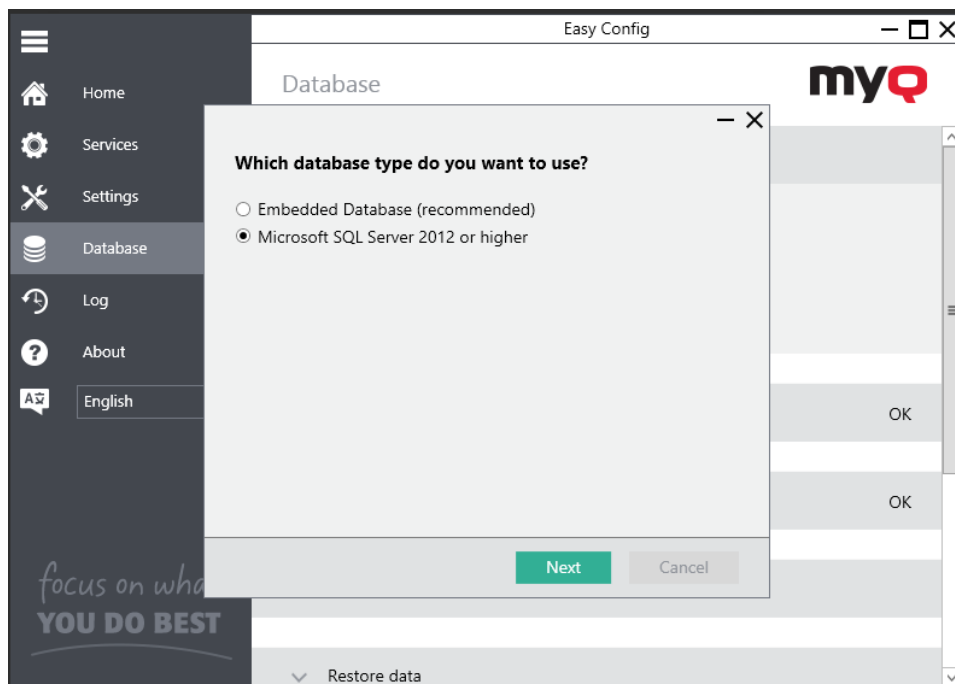 Easy Config
Home
Services
Settings
Database
Log
About
English
focus on wha
YOU DO BEST
Database
myQ
Which database type do you want to use?
Embedded Database (recommended)
Microsoft SQL Server 2012 or higher
Next
Cancel
OK
OK
Restore data